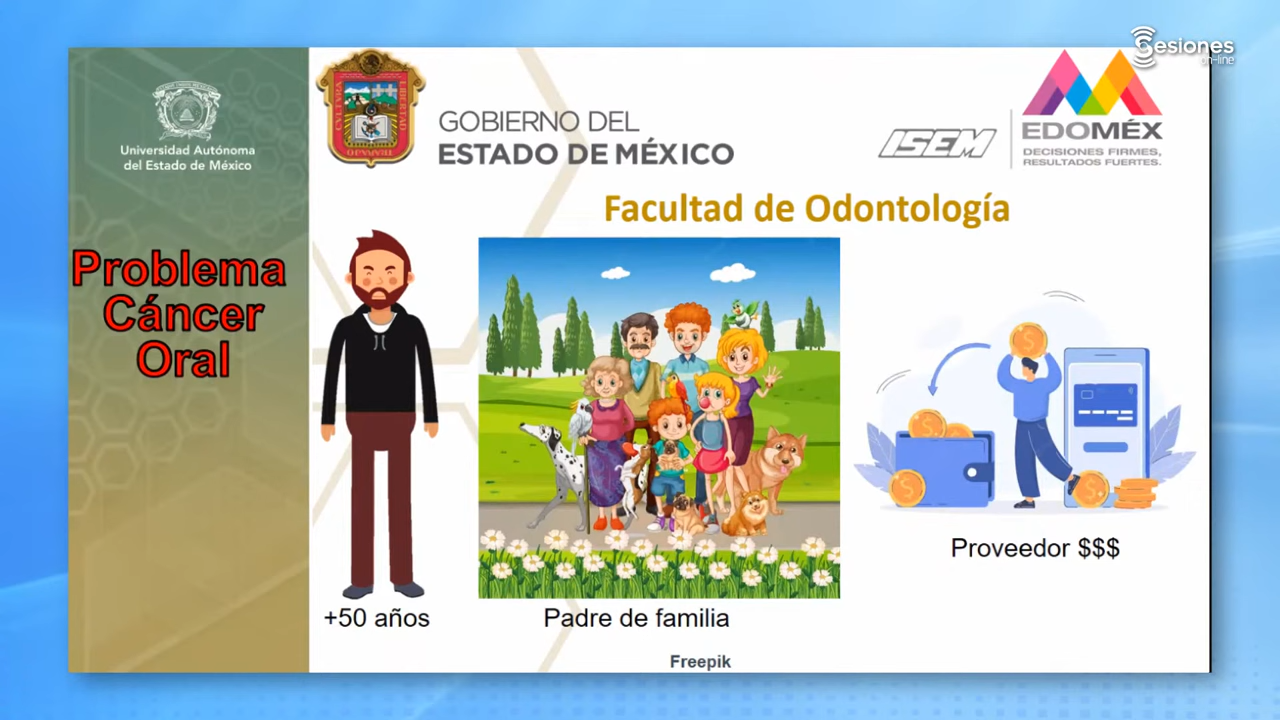 Sesiones
on-line
Universidad Autónoma
del Estado de México
GOBIERNO DEL
ESTADO DE MÉXICO
ISEM
EDOMÉX
DECISIONES FIRMES,
RESULTADOS FUERTES.
Facultad de Odontología
Problema
Cáncer
Oral
+50 años
Padre de familia
Proveedor $$$
Freepik